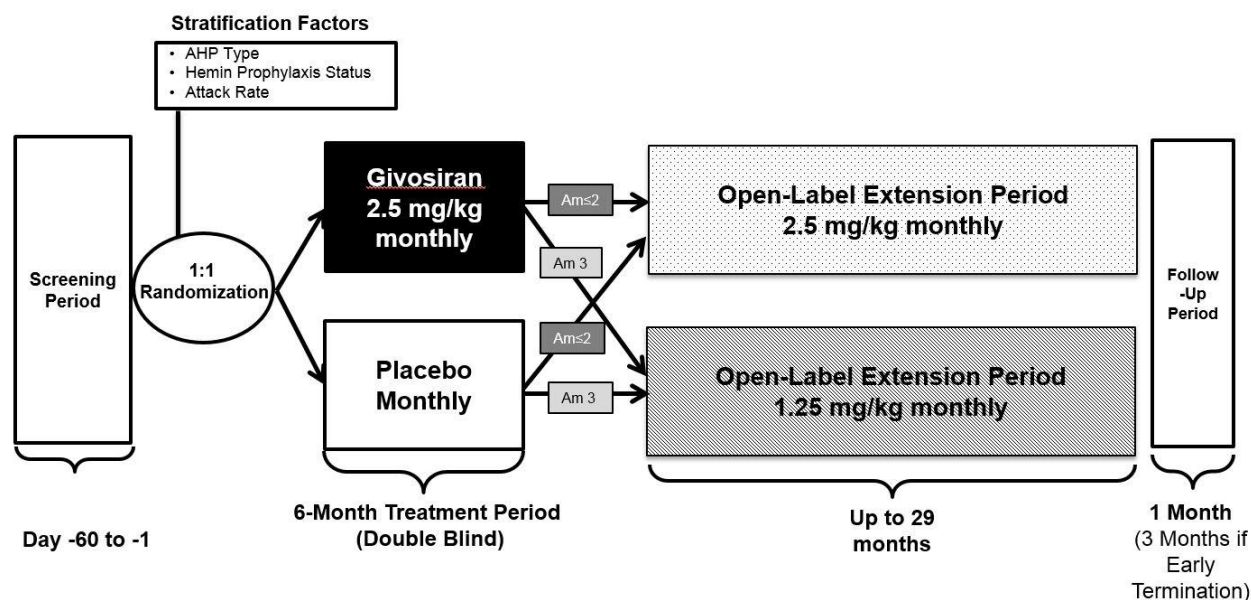 Stratification Factors
• AHP Type
• Hemin Prophylaxis Status
• Attack Rate
Screening
Period
1:1
Randomization
Givosiran
2.5 mg/kg
monthly
Placebo
Monthly
Am≤2
Am 3
Am≤2
Am 3
Open-Label Extension Period
2.5 mg/kg monthly
Open-Label Extension Period
1.25 mg/kg monthly
Follow
-Up
Period
Day -60 to -1
6-Month Treatment Period
(Double Blind)
Up to 29
months
1 Month
(3 Months if
Early
Termination)